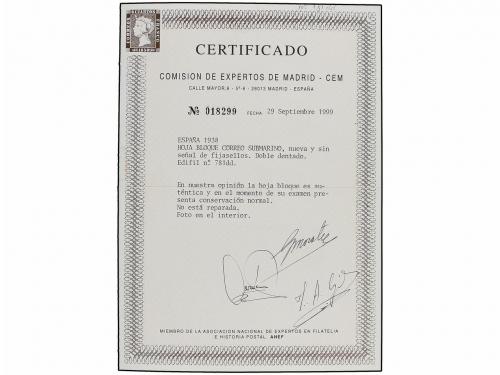 CERTIFICADO
COMISION DE EXPERTOS DE MADRID - CEM
CALLE MAYOR, 6 - 5º-6 - 28013 MADRID - ESPAÑA
№ 018299 FECHA 29 Septiembre 1999
ESPAÑA 1938
HOJA BLOQUE CORREO SUBMARINO, nueva y sin
señal de fijasellos. Doble dentado.
Edifil nº 781dd.
En nuestra opinión la hoja bloque es au-
téntica y en el momento de su examen pre-
senta conservación normal.
No está reparada.
Foto en el interior.
MIEMBRO DE LA ASOCIACION NACIONAL DE EXPERTOS EN FILATELIA
E HISTORIA POSTAL. ANEF